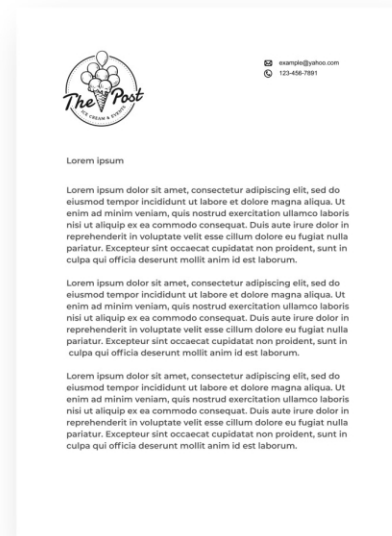 The Post
ICE CREAM & EVENTS
example@yahoo.com
123-456-7891
Lorem ipsum
Lorem ipsum dolor sit amet, consectetur adipiscing elit, sed do
eiusmod tempor incididunt ut labore et dolore magna aliqua. Ut
enim ad minim veniam, quis nostrud exercitation ullamco laboris
nisi ut aliquip ex ea commodo consequat. Duis aute irure dolor in
reprehenderit in voluptate velit esse cillum dolore eu fugiat nulla
pariatur. Excepteur sint occaecat cupidatat non proident, sunt in
culpa qui officia deserunt mollit anim id est laborum.
Lorem ipsum dolor sit amet, consectetur adipiscing elit, sed do
eiusmod tempor incididunt ut labore et dolore magna aliqua. Ut
enim ad minim veniam, quis nostrud exercitation ullamco laboris
nisi ut aliquip ex ea commodo consequat. Duis aute irure dolor in
reprehenderit in voluptate velit esse cillum dolore eu fugiat nulla
pariatur. Excepteur sint occaecat cupidatat non proident, sunt in
culpa qui officia deserunt mollit anim id est laborum.
Lorem ipsum dolor sit amet, consectetur adipiscing elit, sed do
eiusmod tempor incididunt ut labore et dolore magna aliqua. Ut
enim ad minim veniam, quis nostrud exercitation ullamco laboris
nisi ut aliquip ex ea commodo consequat. Duis aute irure dolor in
reprehenderit in voluptate velit esse cillum dolore eu fugiat nulla
pariatur. Excepteur sint occaecat cupidatat non proident, sunt in
culpa qui officia deserunt mollit anim id est laborum.